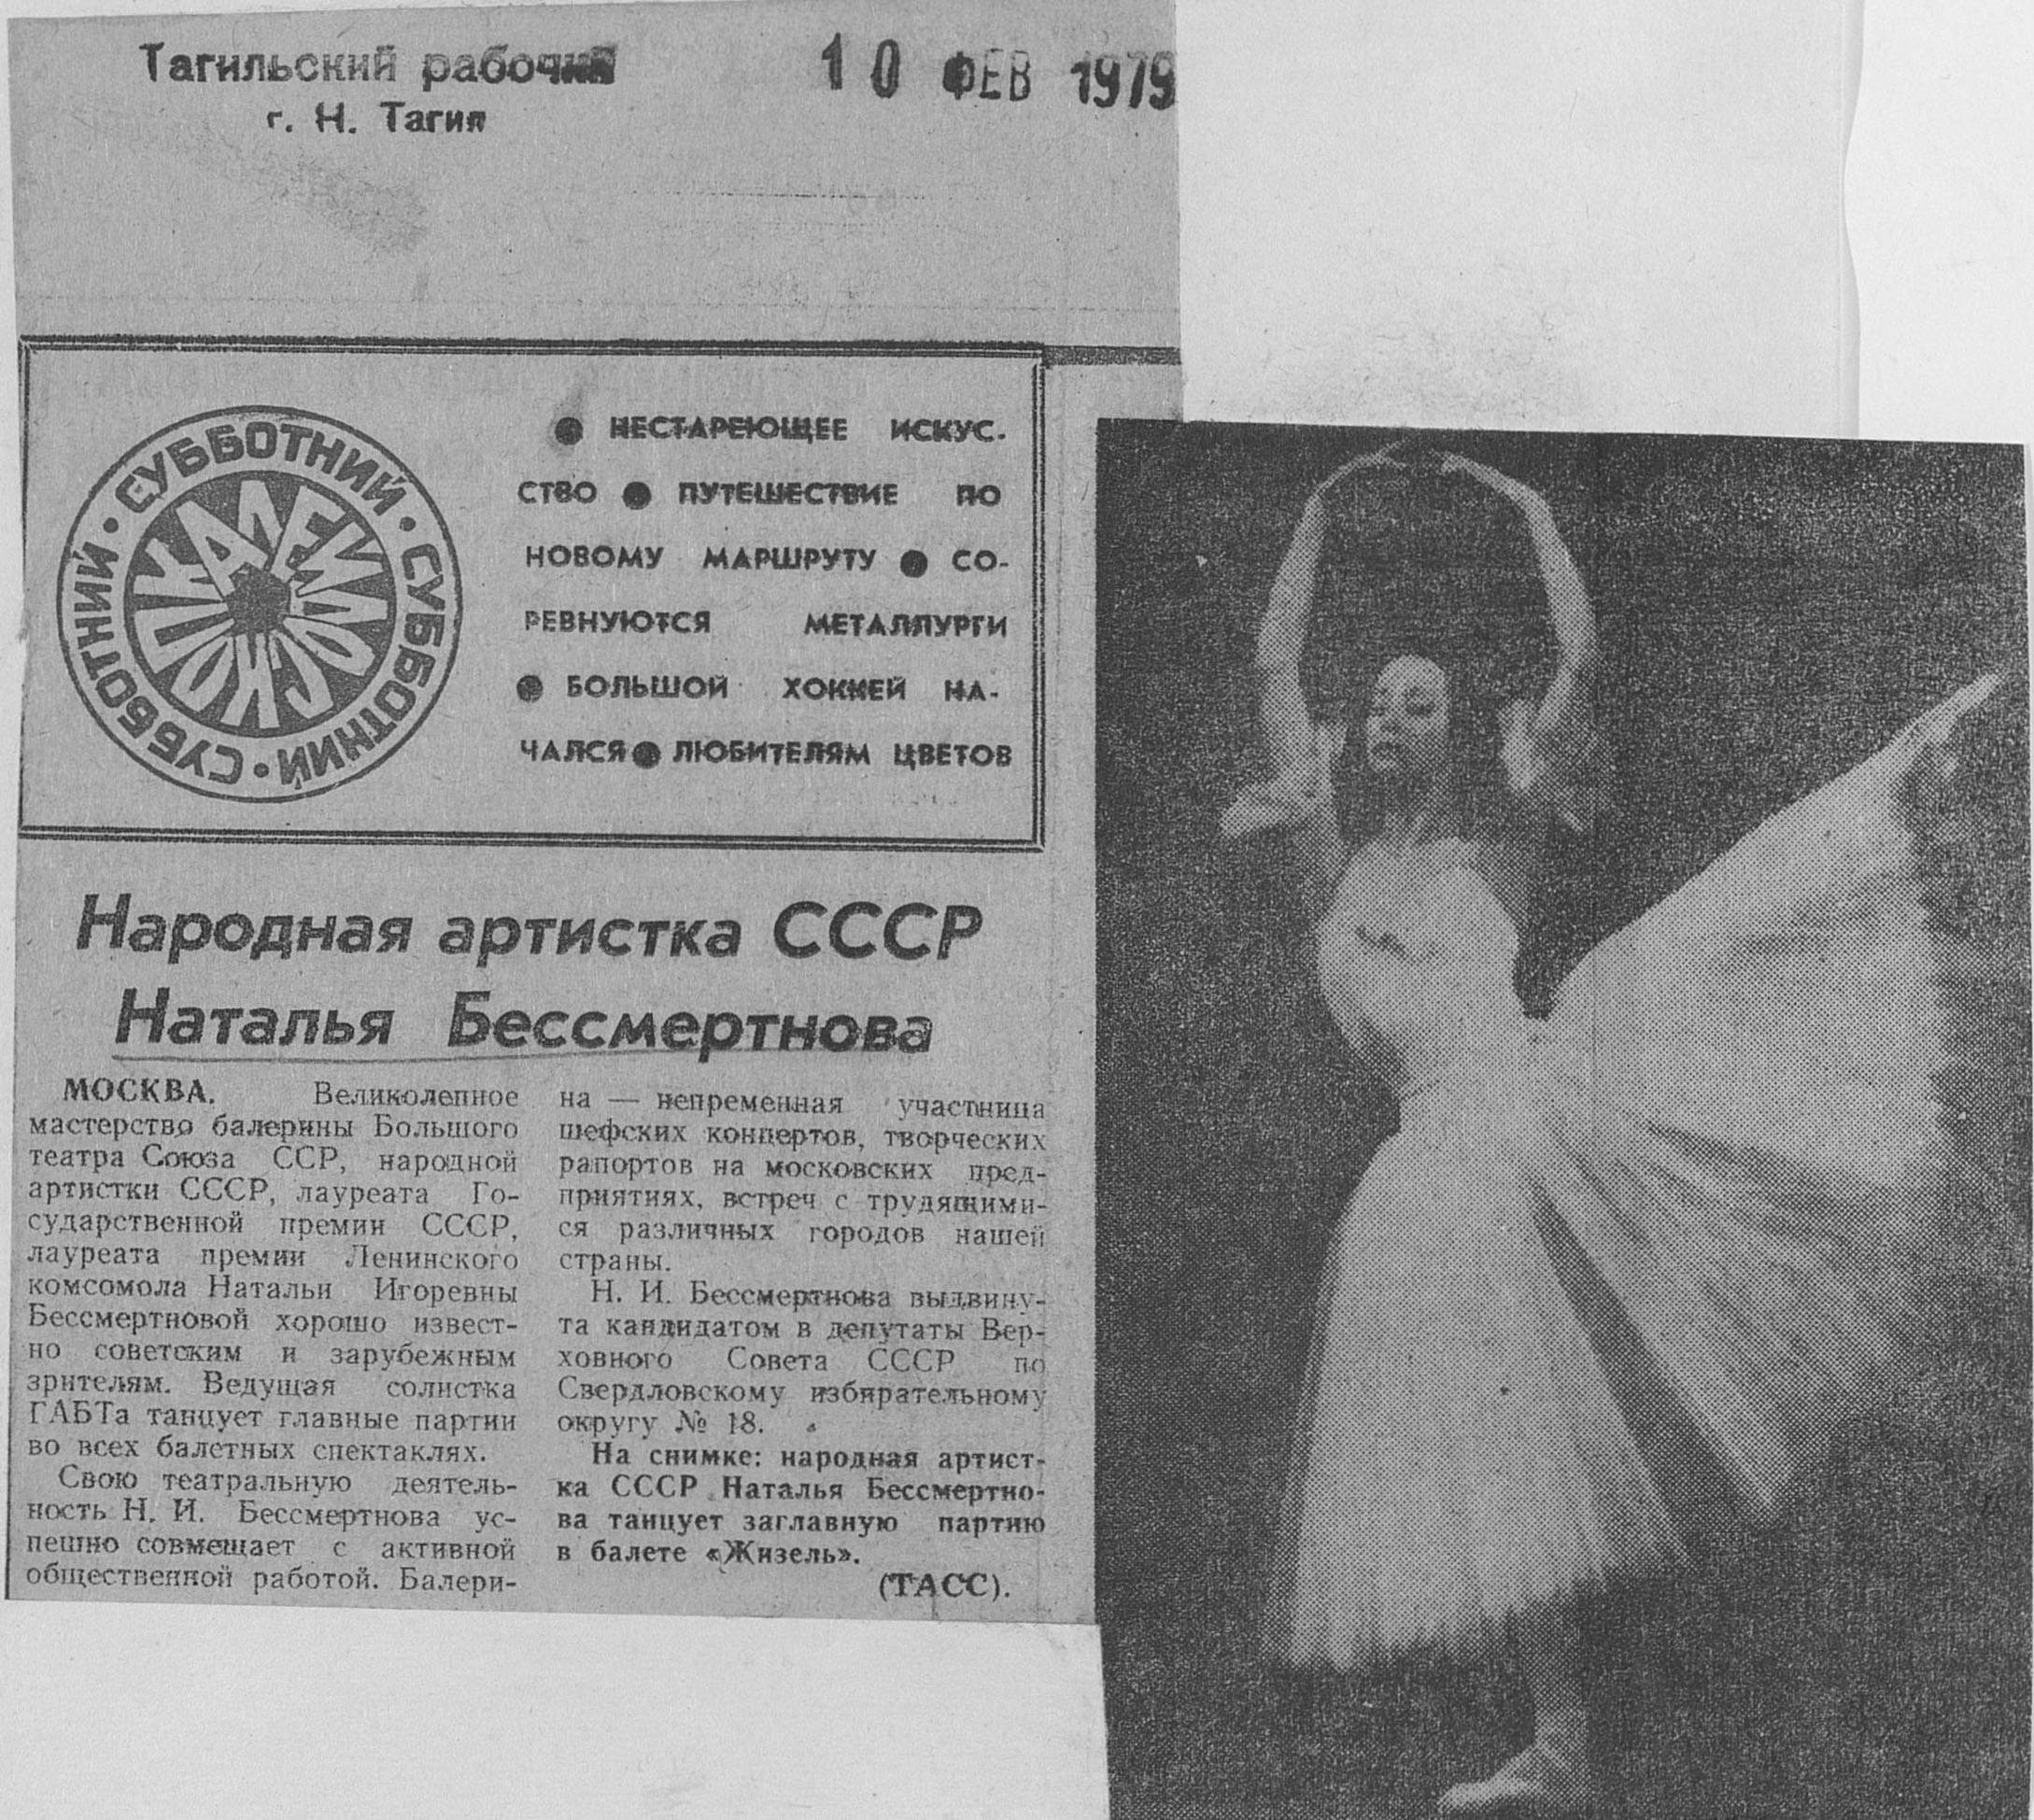 Тагильский рабочий
г. Н. Тагил
10 ФЕВ 1979
СУББОТНИЙ • СУББОТНИЙ • СУББОТНИЙ •
КАЛЕЙДОСКОП
● НЕСТАРЕЮЩЕЕ ИСКУС-
СТВО ● ПУТЕШЕСТВИЕ ПО
НОВОМУ МАРШРУТУ ● СО-
РЕВНУЮТСЯ МЕТАЛЛУРГИ
● БОЛЬШОЙ ХОККЕЙ НА-
ЧАЛСЯ ● ЛЮБИТЕЛЯМ ЦВЕТОВ
Народная артистка СССР
Наталья Бессмертнова
МОСКВА. Великолепное
мастерство балерины Большого
театра Союза ССР, народной
артистки СССР, лауреата Го-
сударственной премии СССР,
лауреата премии Ленинского
комсомола Натальи Игоревны
Бессмертновой хорошо извест-
но советским и зарубежным
зрителям. Ведущая солистка
ГАБТа танцует главные партии
во всех балетных спектаклях.
Свою театральную деятель-
ность Н. И. Бессмертнова ус-
пешно совмещает с активной
общественной работой. Балери-
на — непременная участница
шефских концертов, творческих
рапортов на московских пред-
приятиях, встреч с трудящими-
ся различных городов нашей
страны.
Н. И. Бессмертнова выдвину-
та кандидатом в депутаты Вер-
ховного Совета СССР по
Свердловскому избирательному
округу № 18.
На снимке: народная артист-
ка СССР Наталья Бессмертно-
ва танцует заглавную партию
в балете «Жизель».
(ТАСС).